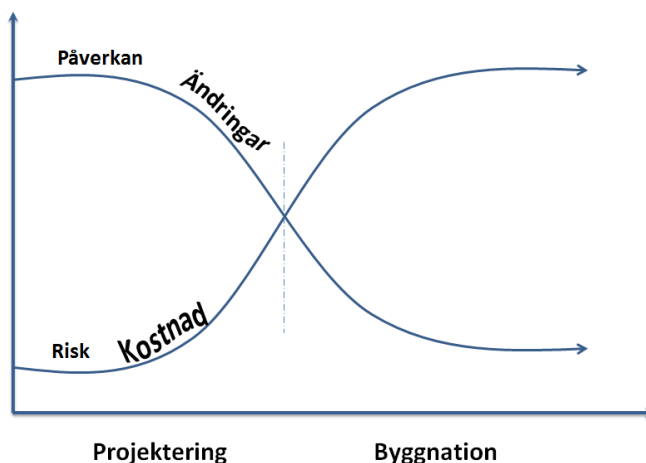 Påverkan
Ändringar
Risk
Kostnad
Projektering
Byggnation